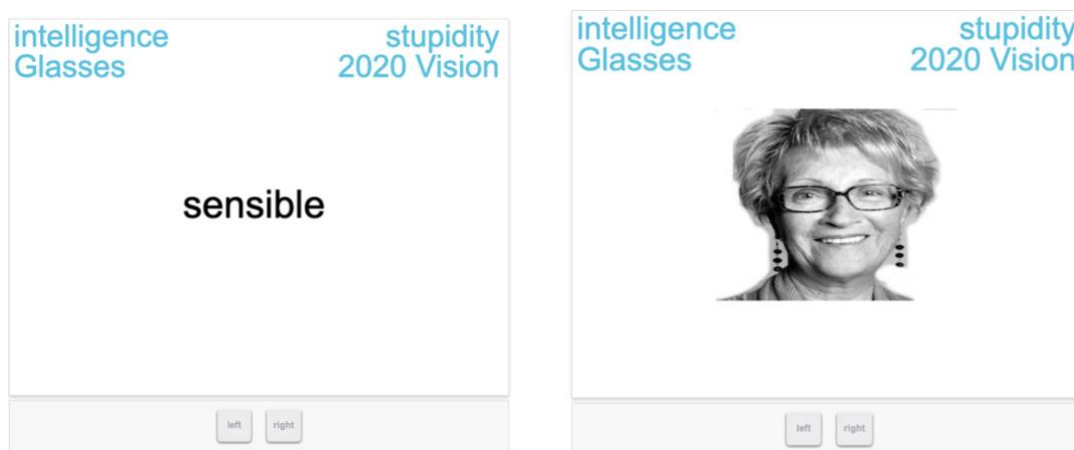 intelligence stupidity
Glasses 2020 Vision
sensible
left right
intelligence stupidity
Glasses 2020 Vision
left right